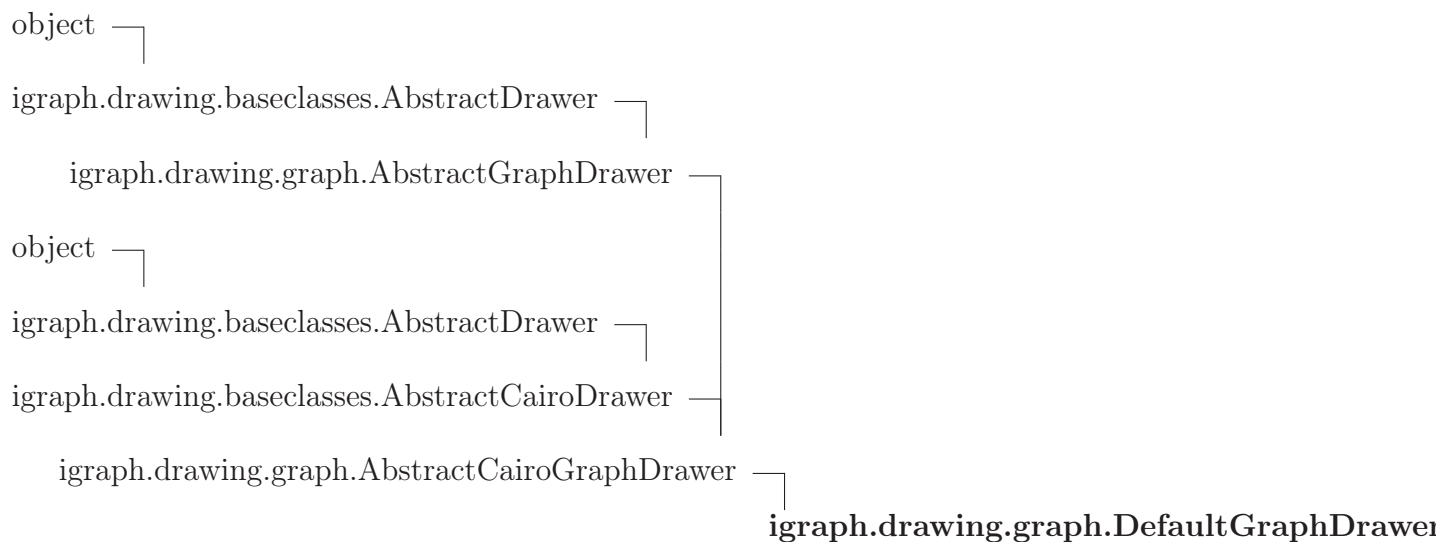 object
igraph.drawing.baseclasses.AbstractDrawer
igraph.drawing.graph.AbstractGraphDrawer
object
igraph.drawing.baseclasses.AbstractDrawer
igraph.drawing.baseclasses.AbstractCairoDrawer
igraph.drawing.graph.AbstractCairoGraphDrawer
igraph.drawing.graph.DefaultGraphDrawer